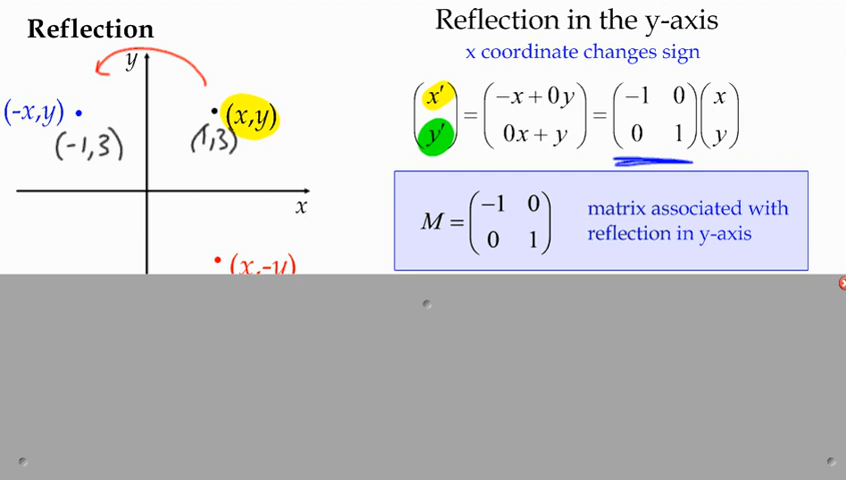 Reflection
y
(-x,y)
(x,y)
(-1,3)
(1,3)
x
(x,-y)
Reflection in the y-axis
x coordinate changes sign
(x′ y′) = (−x + 0y 0x + y) = (−1 0 0 1)(x y)
M = (−1 0 0 1)
matrix associated with
reflection in y-axis